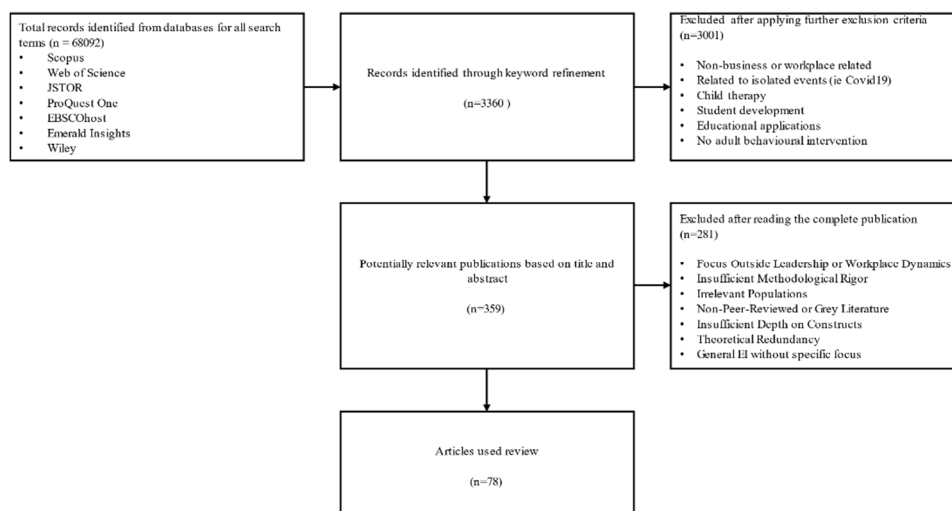 Total records identified from databases for all search
terms (n = 68092)
• Scopus
• Web of Science
• JSTOR
• ProQuest One
• EBSCOhost
• Emerald Insights
• Wiley
Records identified through keyword refinement
(n=3360 )
Excluded after applying further exclusion criteria
(n=3001)
• Non-business or workplace related
• Related to isolated events (ie Covid19)
• Child therapy
• Student development
• Educational applications
• No adult behavioural intervention
Potentially relevant publications based on title and
abstract
(n=359)
Excluded after reading the complete publication
(n=281)
• Focus Outside Leadership or Workplace Dynamics
• Insufficient Methodological Rigor
• Irrelevant Populations
• Non-Peer-Reviewed or Grey Literature
• Insufficient Depth on Constructs
• Theoretical Redundancy
• General EI without specific focus
Articles used review
(n=78)